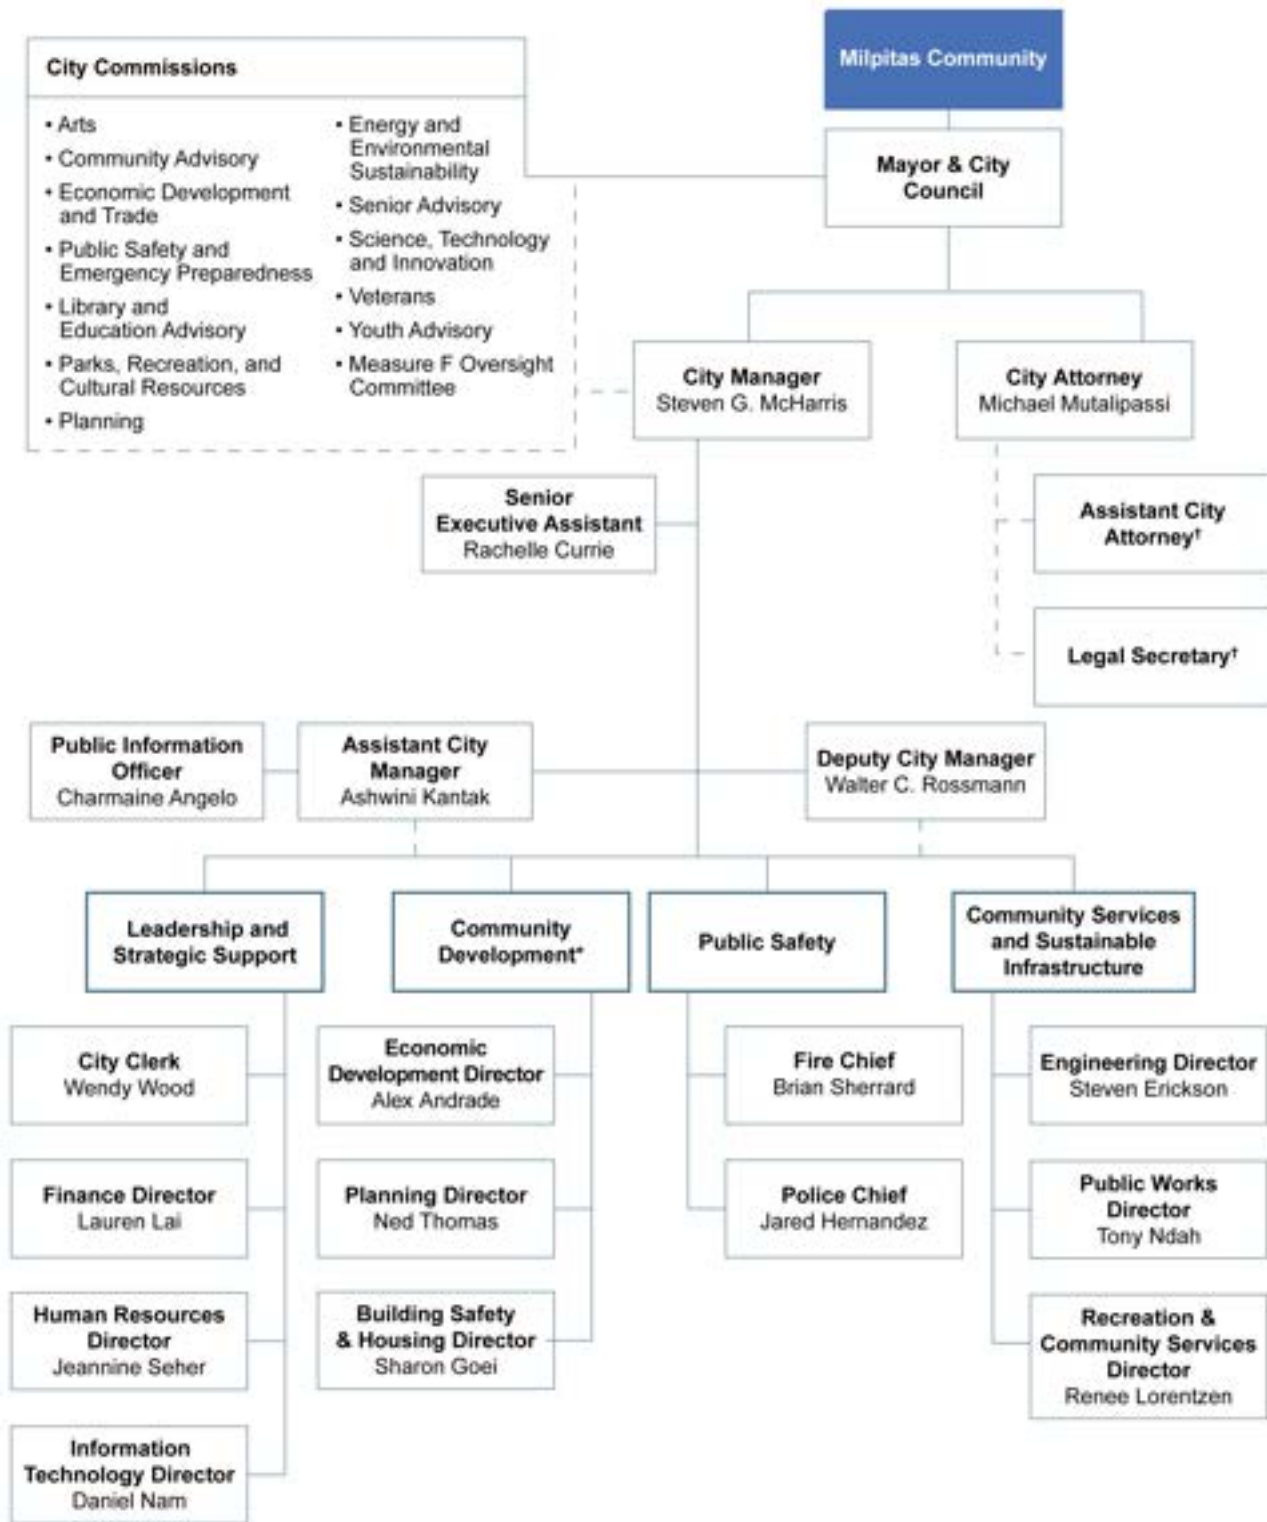 Milpitas Community
City Commissions
• Arts
• Community Advisory
• Economic Development
and Trade
• Public Safety and
Emergency Preparedness
• Library and
Education Advisory
• Parks, Recreation, and
Cultural Resources
• Planning
• Energy and
Environmental
Sustainability
• Senior Advisory
• Science, Technology
and Innovation
• Veterans
• Youth Advisory
• Measure F Oversight
Committee
Mayor & City
Council
City Manager
Steven G. McHarris
City Attorney
Michael Mutalipassi
Senior
Executive Assistant
Rachelle Currie
Assistant City
Attorney†
Legal Secretary†
Public Information
Officer
Charmaine Angelo
Assistant City
Manager
Ashwini Kantak
Deputy City Manager
Walter C. Rossmann
Leadership and
Strategic Support
Community
Development*
Public Safety
Community Services
and Sustainable
Infrastructure
City Clerk
Wendy Wood
Economic
Development Director
Alex Andrade
Fire Chief
Brian Sherrard
Engineering Director
Steven Erickson
Finance Director
Lauren Lai
Planning Director
Ned Thomas
Police Chief
Jared Hernandez
Public Works
Director
Tony Ndah
Human Resources
Director
Jeannine Seher
Building Safety
& Housing Director
Sharon Goei
Recreation &
Community Services
Director
Renee Lorentzen
Information
Technology Director
Daniel Nam